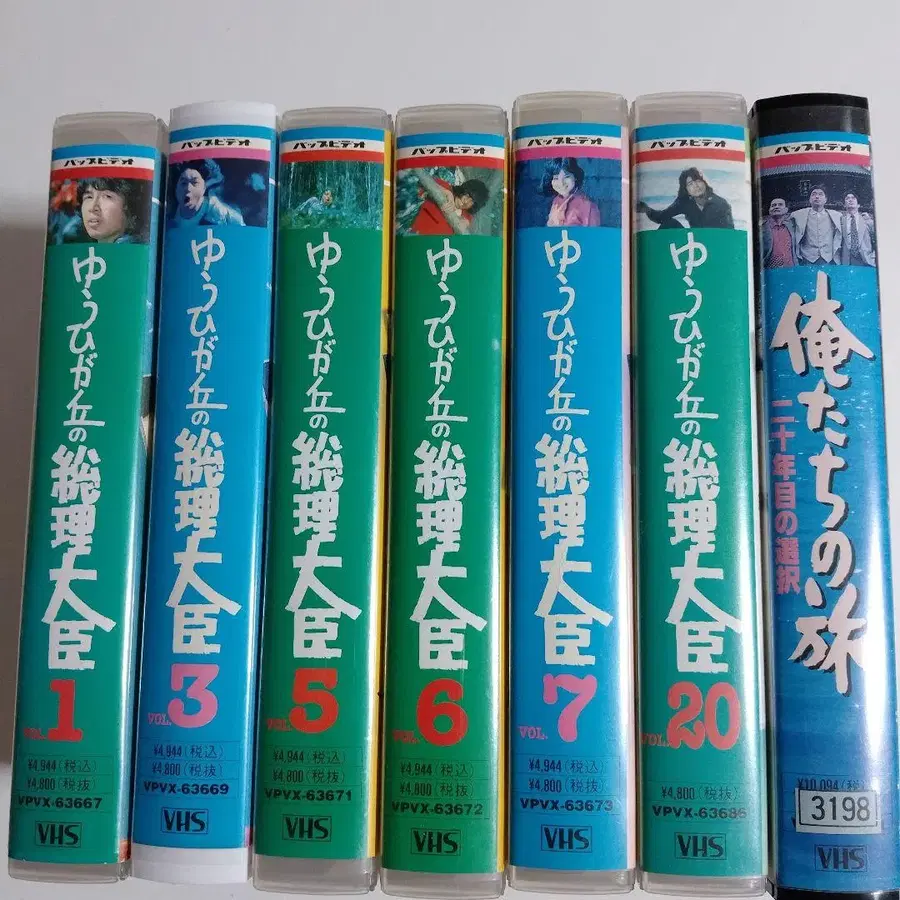 バップビデオ
ゆうひが丘の総理大臣
VOL.1
¥4,944(税込)
¥4,800(税抜)
VPVX-63667
VHS
バップビデオ
ゆうひが丘の総理大臣
VOL.3
¥4,944(税込)
¥4,800(税抜)
VPVX-63669
VHS
バップビデオ
ゆうひが丘の総理大臣
VOL.5
¥4,944(税込)
¥4,800(税抜)
VPVX-63671
VHS
バップビデオ
ゆうひが丘の総理大臣
VOL.6
¥4,944(税込)
¥4,800(税抜)
VPVX-63672
VHS
バップビデオ
ゆうひが丘の総理大臣
VOL.7
¥4,944(税込)
¥4,800(税抜)
VPVX-63673
VHS
バップビデオ
ゆうひが丘の総理大臣
VOL.20
¥4,800(税抜)
VPVX-63686
VHS
バップビデオ
俺たちの旅
二十年目の選択
¥10,094(税
3198
VHS